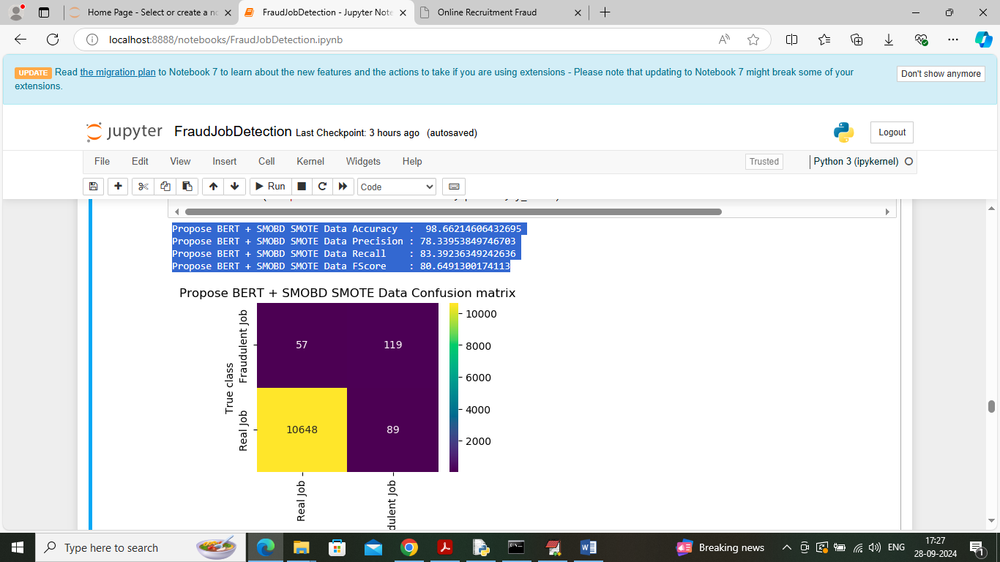 Home Page - Select or create a no
FraudJobDetection - Jupyter Note
Online Recruitment Fraud
localhost:8888/notebooks/FraudJobDetection.ipynb
UPDATE Read the migration plan to Notebook 7 to learn about the new features and the actions to take if you are using extensions - Please note that updating to Notebook 7 might break some of your
extensions.
Don't show anymore
jupyter FraudJobDetection Last Checkpoint: 3 hours ago (autosaved)
Logout
File Edit View Insert Cell Kernel Widgets Help
Trusted
Python 3 (ipykernel)
Run
Code
Propose BERT + SMOBD SMOTE Data Accuracy : 98.66214606432695
Propose BERT + SMOBD SMOTE Data Precision : 78.33953849746703
Propose BERT + SMOBD SMOTE Data Recall : 83.39236349242636
Propose BERT + SMOBD SMOTE Data FScore : 80.6491300174113
Propose BERT + SMOBD SMOTE Data Confusion matrix
True class
Fraudulent Job
Real Job
57
119
10648
89
10000
8000
6000
4000
2000
Real Job
dulent Job
Type here to search
Breaking news
ENG
17:27
28-09-2024
1